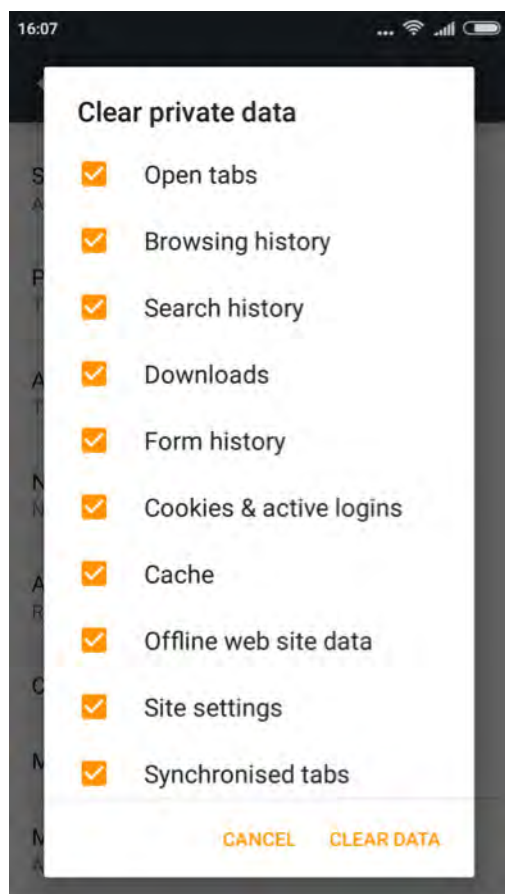 16:07
Clear private data
Open tabs
Browsing history
Search history
Downloads
Form history
Cookies & active logins
Cache
Offline web site data
Site settings
Synchronised tabs
CANCEL CLEAR DATA